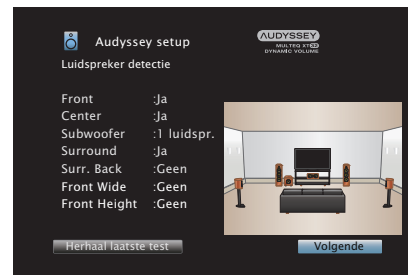 Audyssey setup
AUDYSSEY
MULTEQ XT32
DYNAMIC VOLUME
Luidspreker detectie
Front :Ja
Center :Ja
Subwoofer :1 luidspr.
Surround :Ja
Surr. Back :Geen
Front Wide :Geen
Front Height :Geen
Herhaal laatste test
Volgende